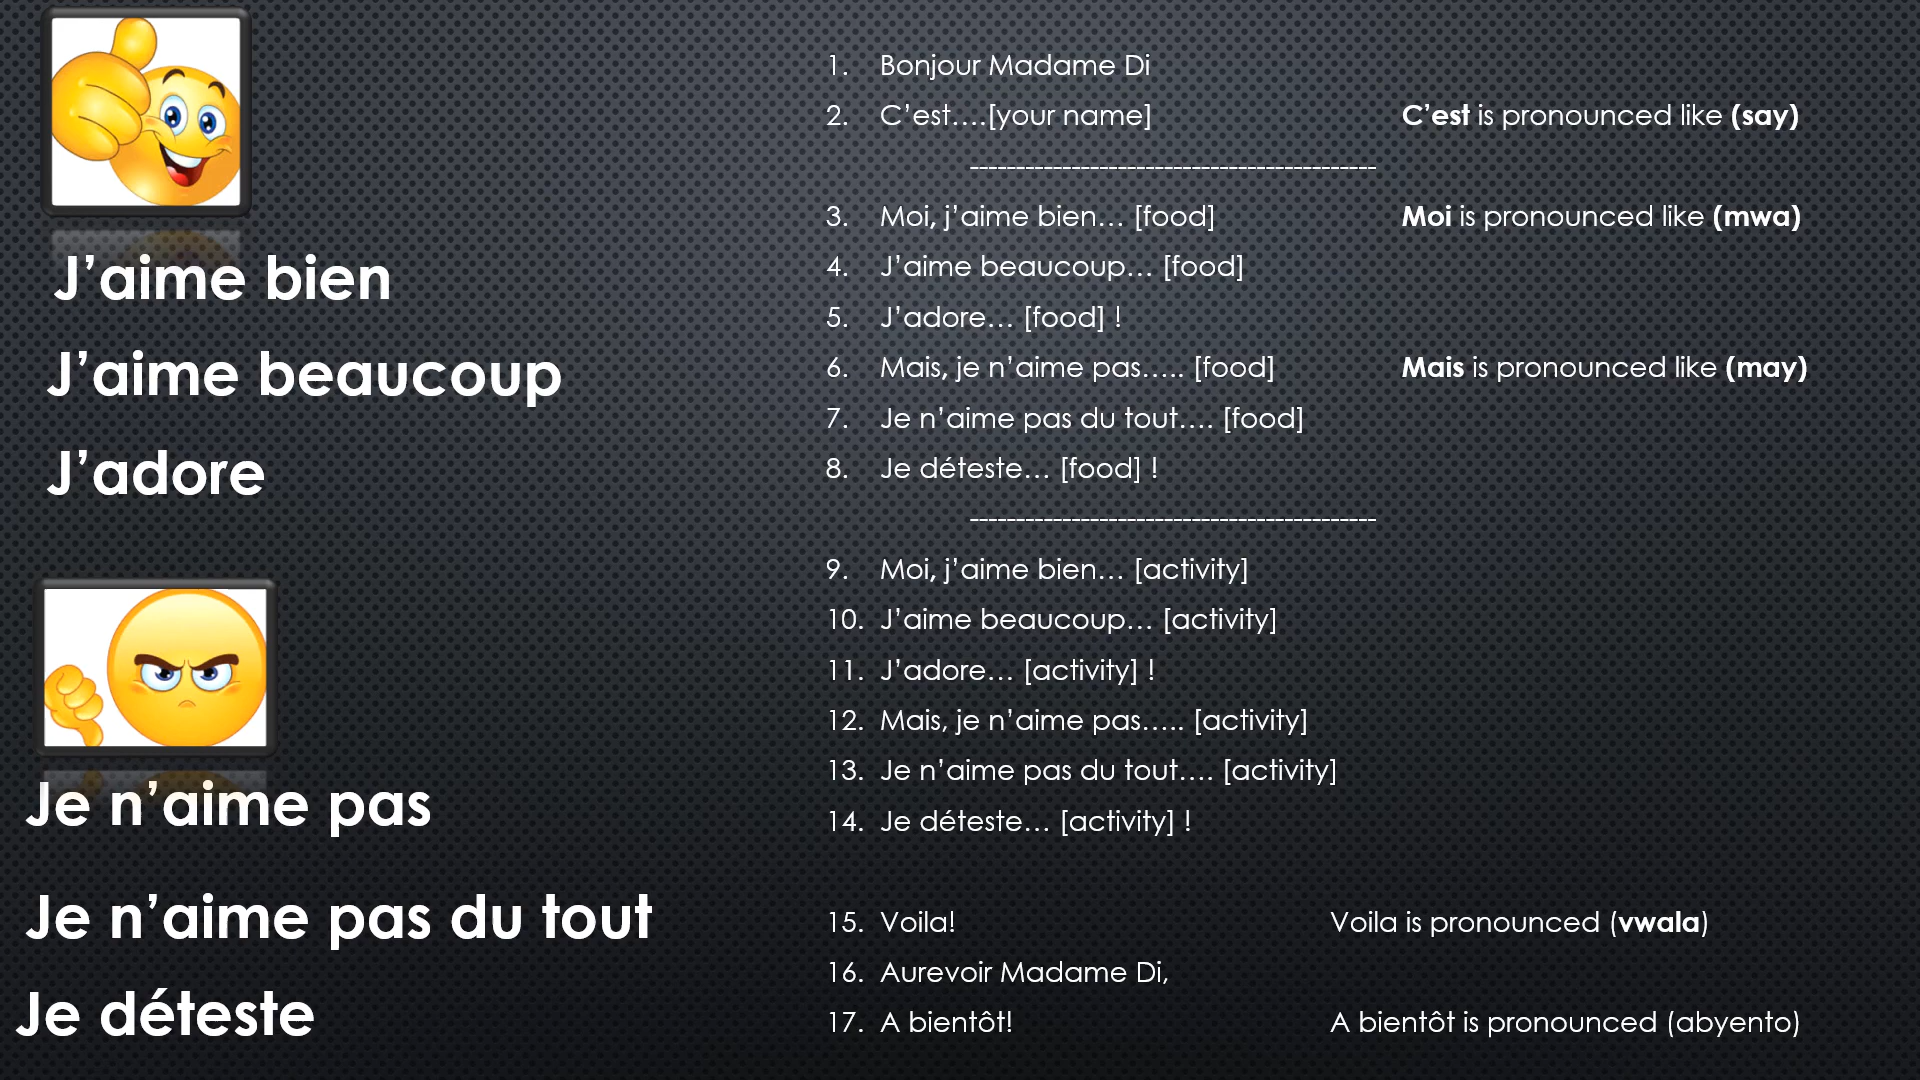 J’aime bien
J’aime beaucoup
J’adore
Je n’aime pas
Je n’aime pas du tout
Je déteste
1. Bonjour Madame Di
2. C’est….[your name] C’est is pronounced like (say)
--------------------------------------------
3. Moi, j’aime bien… [food] Moi is pronounced like (mwa)
4. J’aime beaucoup… [food]
5. J’adore… [food] !
6. Mais, je n’aime pas….. [food] Mais is pronounced like (may)
7. Je n’aime pas du tout…. [food]
8. Je déteste… [food] !
--------------------------------------------
9. Moi, j’aime bien… [activity]
10. J’aime beaucoup… [activity]
11. J’adore… [activity] !
12. Mais, je n’aime pas….. [activity]
13. Je n’aime pas du tout…. [activity]
14. Je déteste… [activity] !
15. Voila! Voila is pronounced (vwala)
16. Aurevoir Madame Di,
17. A bientôt! A bientôt is pronounced (abyento)